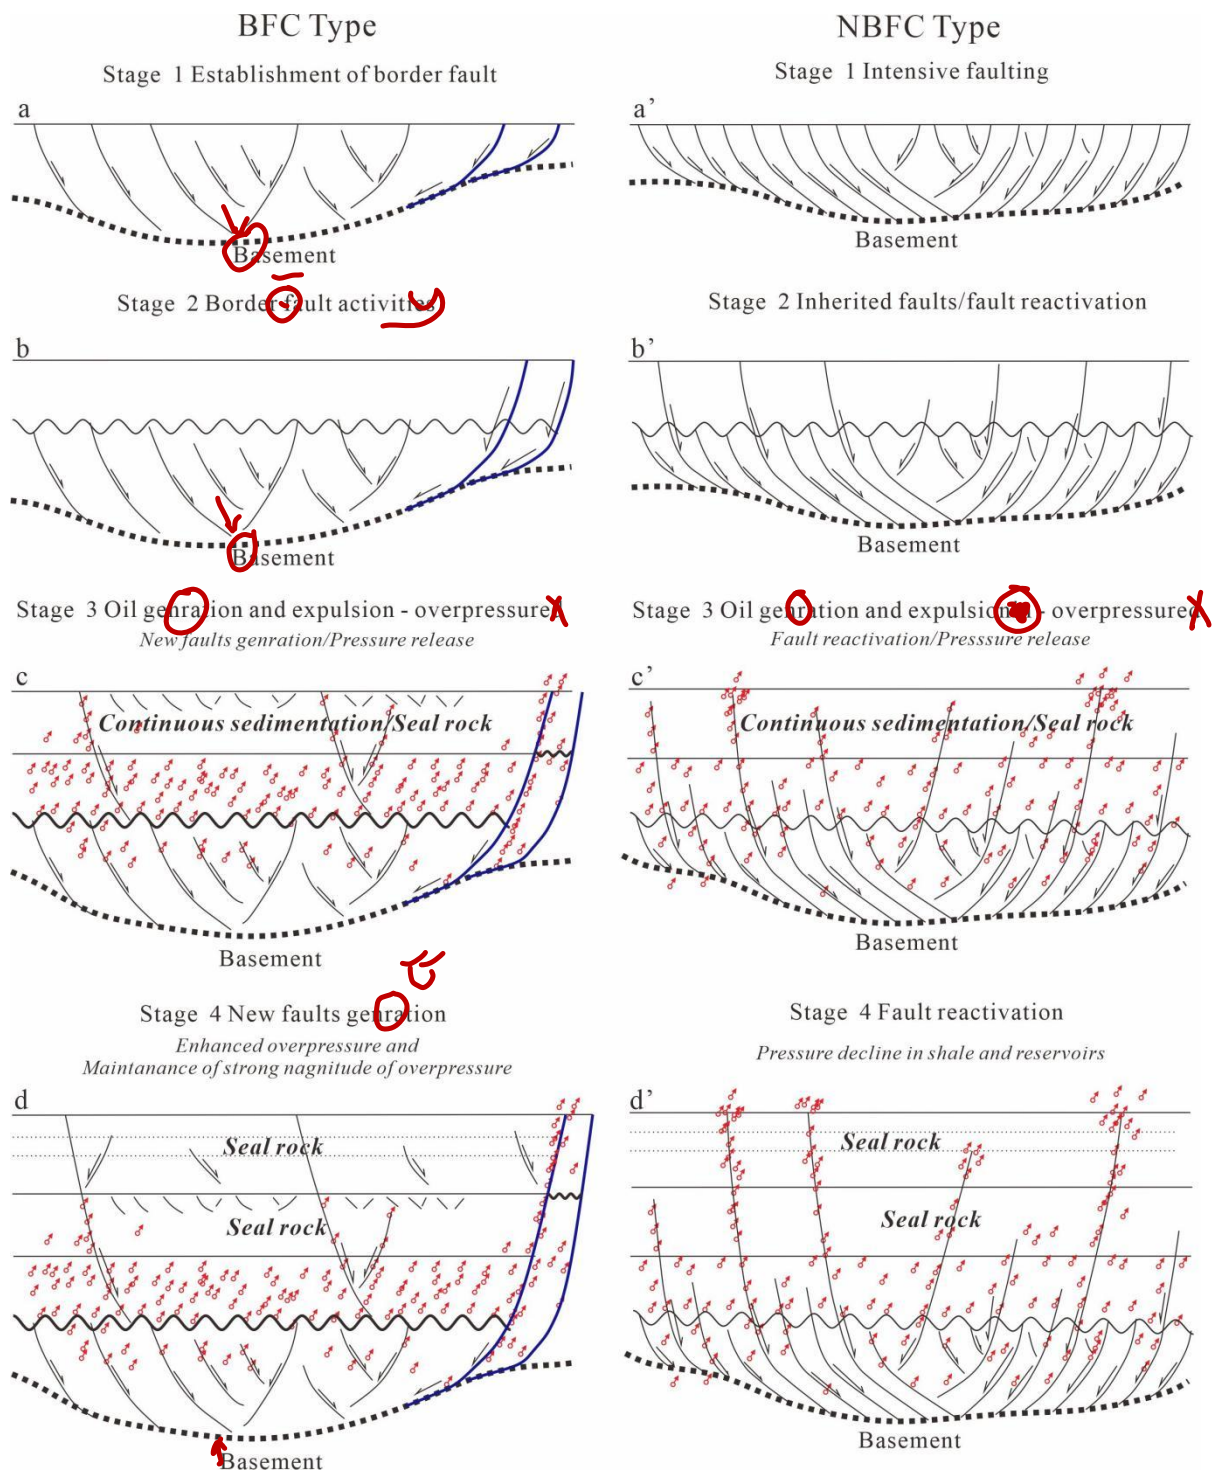 BFC Type
Stage 1 Establishment of border fault
a
Basement
Stage 2 Border fault activities
b
Basement
Stage 3 Oil genration and expulsion - overpressured
New faults genration/Pressure release
c
Continuous sedimentation/Seal rock
Basement
Stage 4 New faults genration
Enhanced overpressure and
Maintanance of strong nagnitude of overpressure
d
Seal rock
Seal rock
Basement
NBFC Type
Stage 1 Intensive faulting
a'
Basement
Stage 2 Inherited faults/fault reactivation
b'
Basement
Stage 3 Oil genration and expulsion - overpressured
Fault reactivation/Presssure release
c'
Continuous sedimentation/Seal rock
Basement
Stage 4 Fault reactivation
Pressure decline in shale and reservoirs
d'
Seal rock
Seal rock
Basement